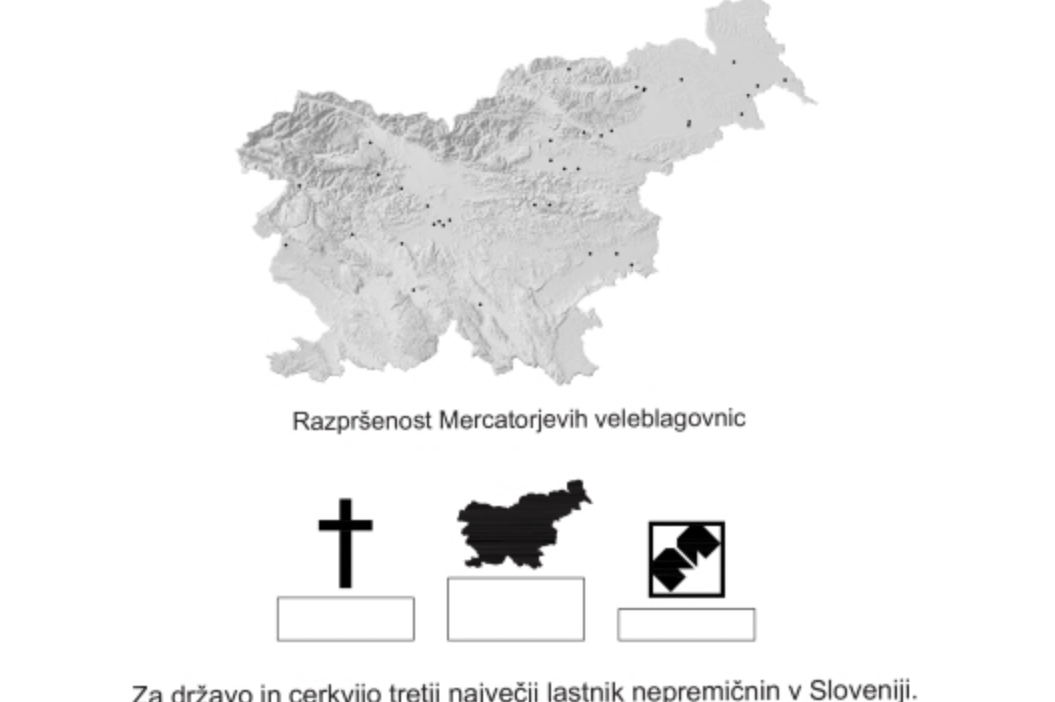 Razpršenost Mercatorjevih veleblagovnic
Za državo in cerkvijo tretji največji lastnik nepremičnin v Sloveniji.